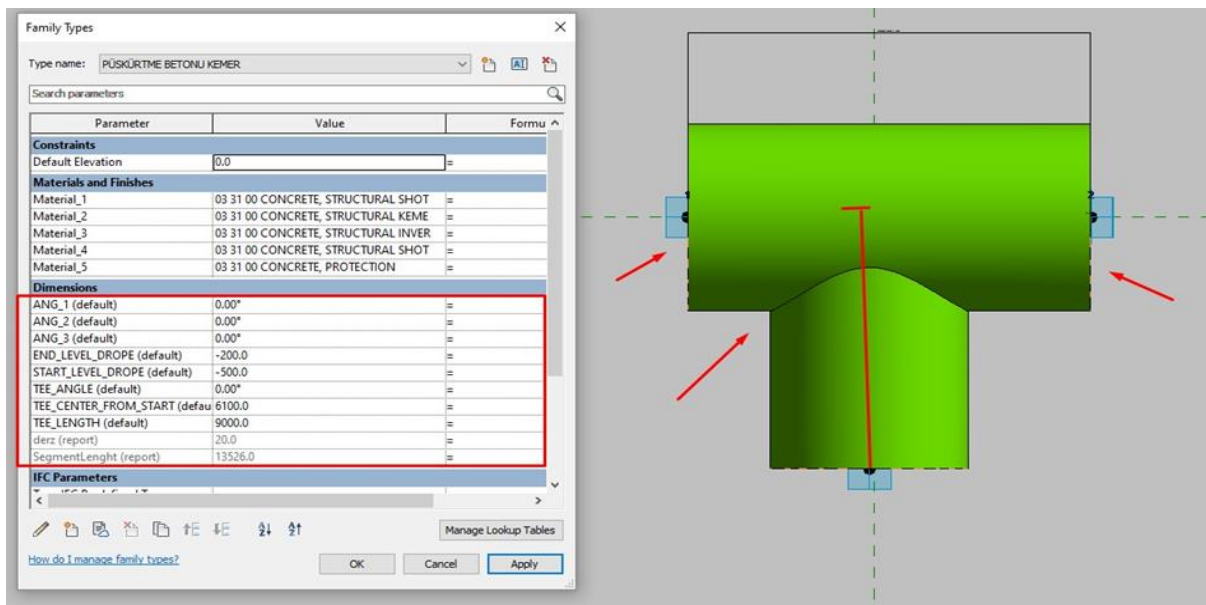 Family Types
Type name: PÜSKÜRTME BETONU KEMER
Search parameters
Parameter Value Formu
Constraints
Default Elevation 0.0 =
Materials and Finishes
Material_1 03 31 00 CONCRETE, STRUCTURAL SHOT =
Material_2 03 31 00 CONCRETE, STRUCTURAL KEME =
Material_3 03 31 00 CONCRETE, STRUCTURAL INVER =
Material_4 03 31 00 CONCRETE, STRUCTURAL SHOT =
Material_5 03 31 00 CONCRETE, PROTECTION =
Dimensions
ANG_1 (default) 0.00° =
ANG_2 (default) 0.00° =
ANG_3 (default) 0.00° =
END_LEVEL_DROPE (default) -200.0 =
START_LEVEL_DROPE (default) -500.0 =
TEE_ANGLE (default) 0.00° =
TEE_CENTER_FROM_START (defau 6100.0 =
TEE_LENGTH (default) 9000.0 =
derz (report) 20.0 =
SegmentLenght (report) 13526.0 =
IFC Parameters
Manage Lookup Tables
How do I manage family types?
OK Cancel Apply
1 2